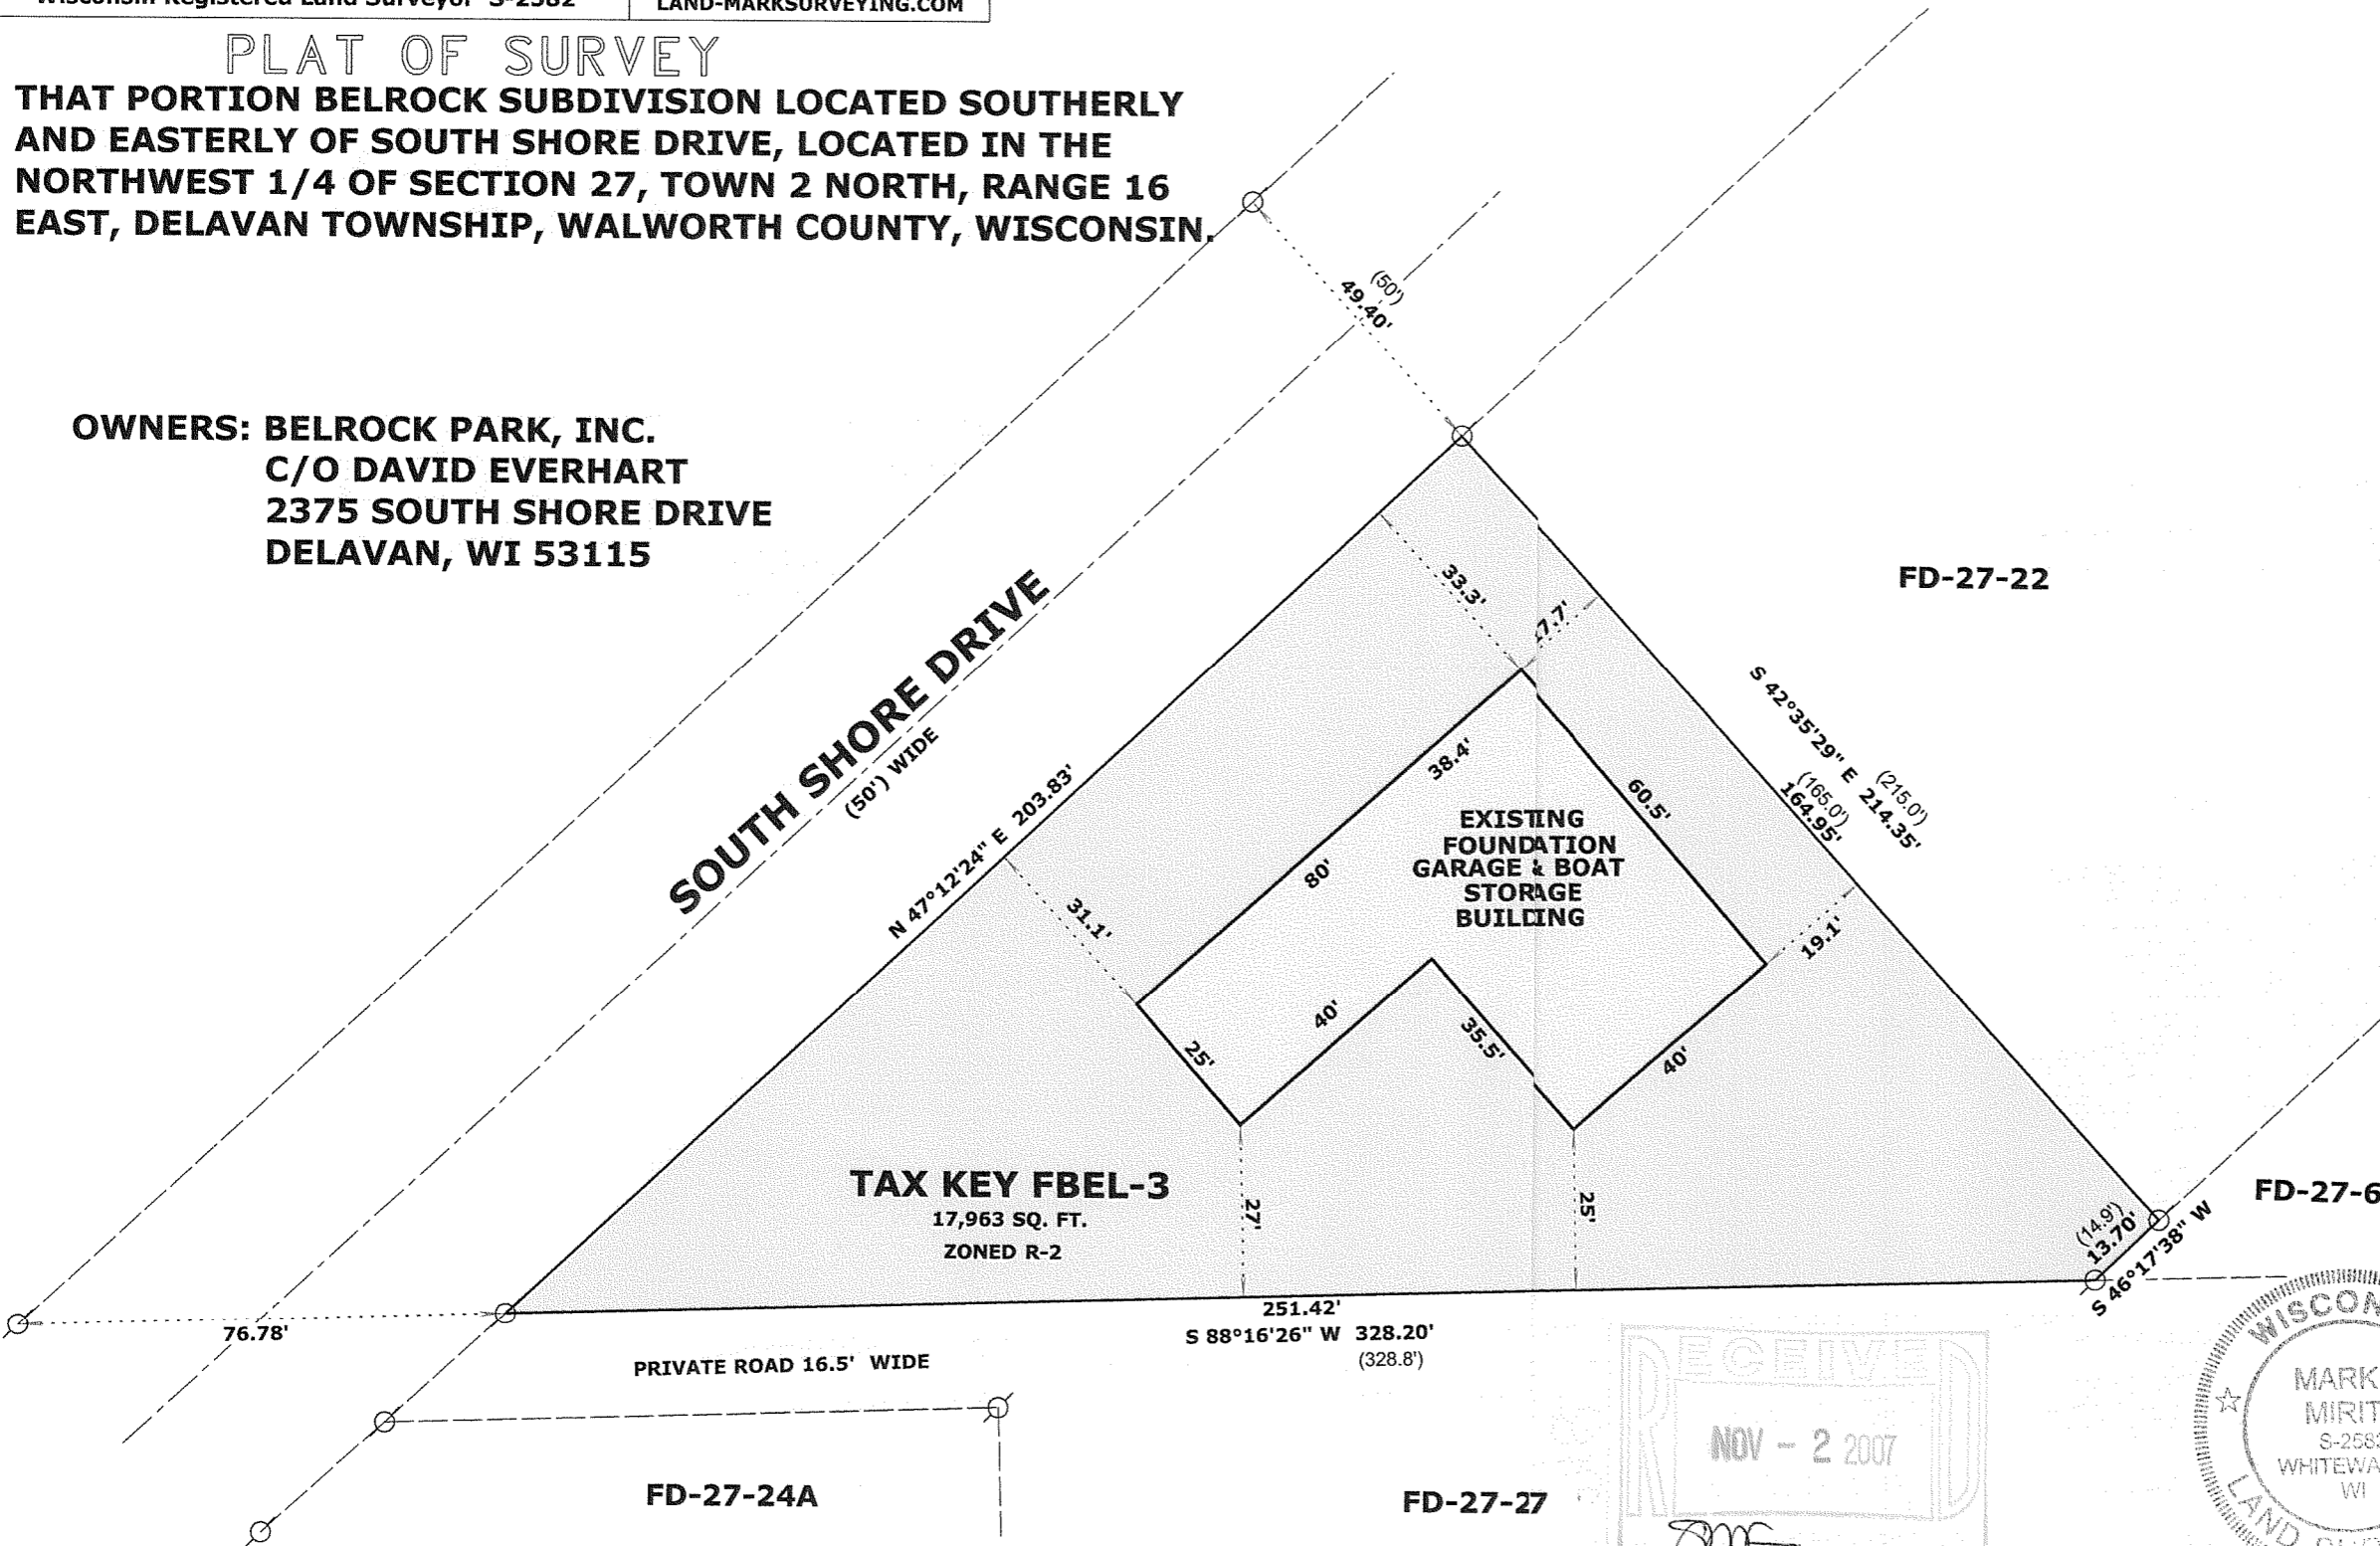 Wisconsin Registered Land Surveyor S-2582
LAND-MARKSURVEYING.COM
PLAT OF SURVEY
THAT PORTION BELROCK SUBDIVISION LOCATED SOUTHERLY
AND EASTERLY OF SOUTH SHORE DRIVE, LOCATED IN THE
NORTHWEST 1/4 OF SECTION 27, TOWN 2 NORTH, RANGE 16
EAST, DELAVAN TOWNSHIP, WALWORTH COUNTY, WISCONSIN.
(50')
49.40'
OWNERS: BELROCK PARK, INC.
C/O DAVID EVERHART
2375 SOUTH SHORE DRIVE
DELAVAN, WI 53115
FD-27-22
SOUTH SHORE DRIVE
(50') WIDE
N 47°12'24" E 203.83'
33.3'
7.7'
S 42°35'29" E 214.35'
(215.0')
(165.0')
164.95'
38.4'
80'
60.5'
EXISTING
FOUNDATION
GARAGE & BOAT
STORAGE
BUILDING
31.1'
19.1'
25'
40'
35.5'
40'
TAX KEY FBEL-3
17,963 SQ. FT.
ZONED R-2
27'
25'
FD-27-6
(14.9')
13.70'
S 46°17'38" W
76.78'
251.42'
S 88°16'26" W 328.20'
(328.8')
PRIVATE ROAD 16.5' WIDE
RECEIVED
NOV - 2 2007
FD-27-24A
FD-27-27
WISCON
MARK
MIRIT
S-258
WHITEWA
WI
LAND